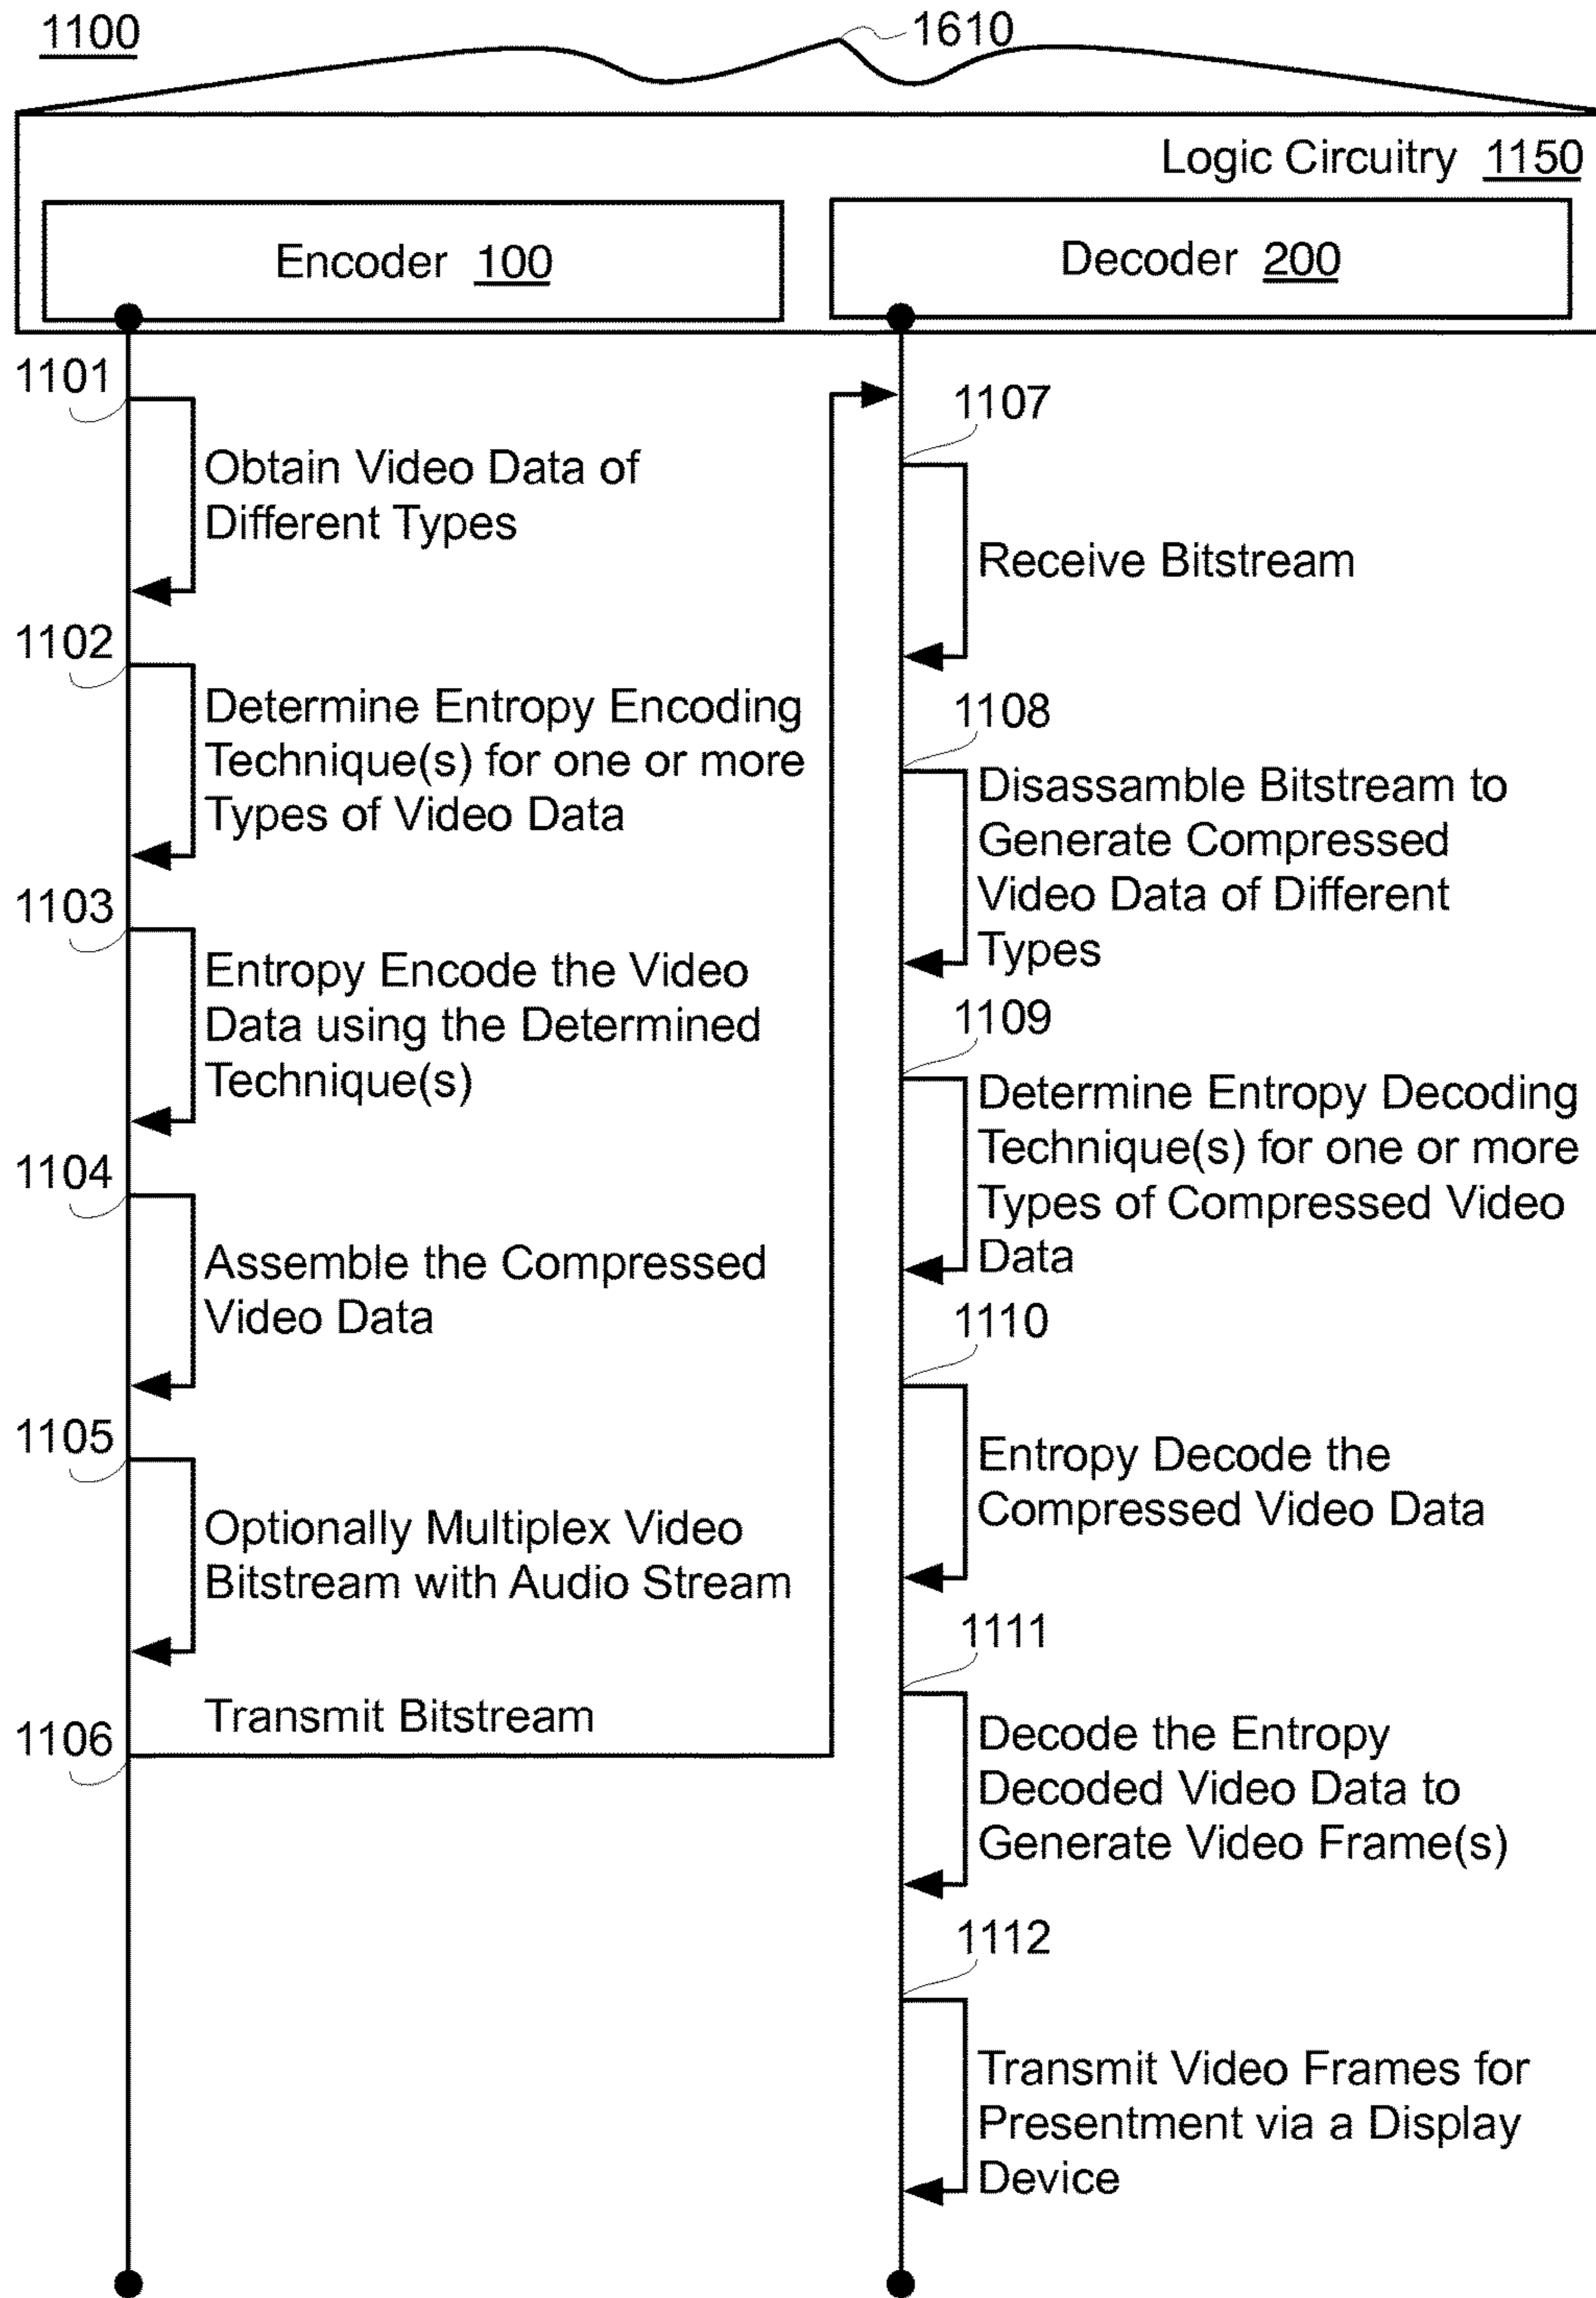 1100
1610
Logic Circuitry 1150
Encoder 100
Decoder 200
1101
Obtain Video Data of
Different Types
1102
Determine Entropy Encoding
Technique(s) for one or more
Types of Video Data
1103
Entropy Encode the Video
Data using the Determined
Technique(s)
1104
Assemble the Compressed
Video Data
1105
Optionally Multiplex Video
Bitstream with Audio Stream
1106
Transmit Bitstream
1107
Receive Bitstream
1108
Disassamble Bitstream to
Generate Compressed
Video Data of Different
Types
1109
Determine Entropy Decoding
Technique(s) for one or more
Types of Compressed Video
Data
1110
Entropy Decode the
Compressed Video Data
1111
Decode the Entropy
Decoded Video Data to
Generate Video Frame(s)
1112
Transmit Video Frames for
Presentment via a Display
Device